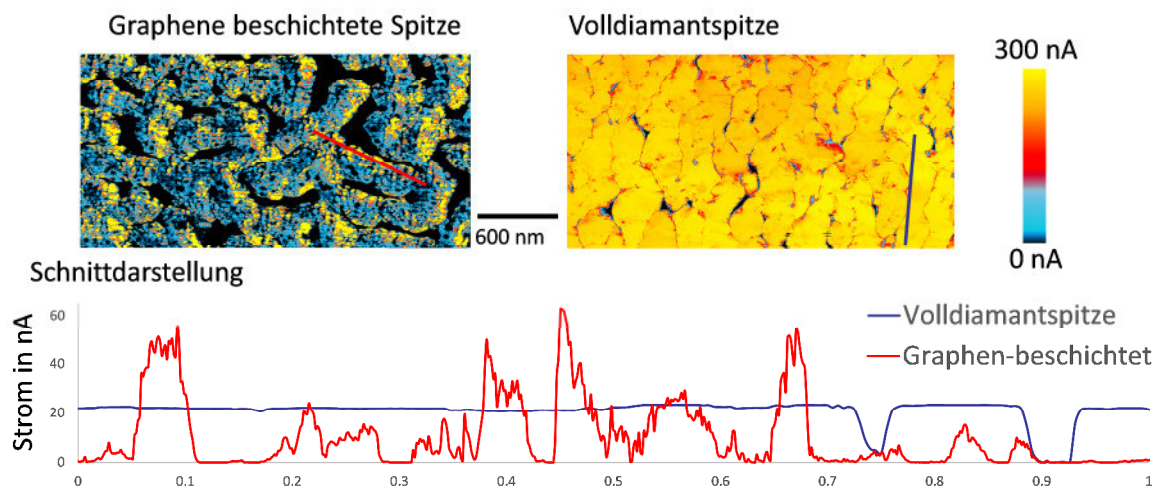 Graphene beschichtete Spitze
Volldiamantspitze
300 nA
600 nm
0 nA
Schnittdarstellung
Strom in nA
60
40
20
0
Volldiamantspitze
Graphen-beschichtet
0 0.1 0.2 0.3 0.4 0.5 0.6 0.7 0.8 0.9 1